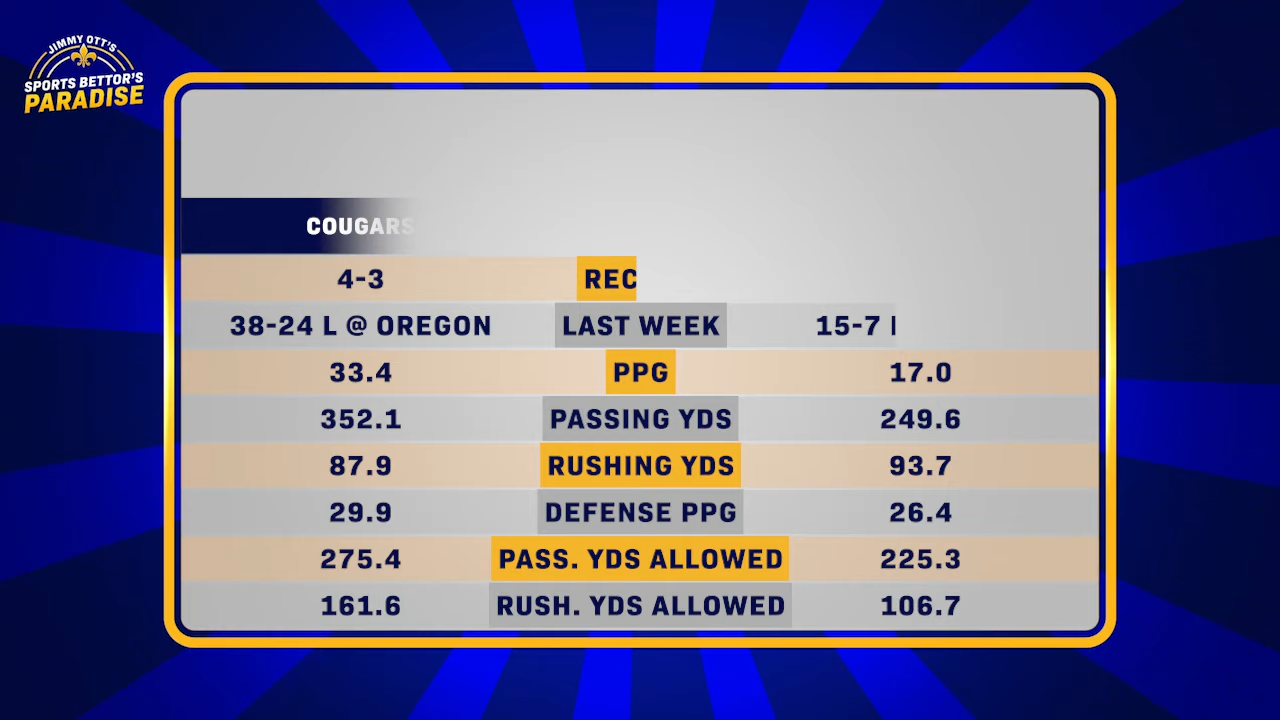 JIMMY OTT'S
SPORTS BETTOR'S
PARADISE
COUGARS
4-3 REC
38-24 L @ OREGON LAST WEEK 15-7
33.4 PPG 17.0
352.1 PASSING YDS 249.6
87.9 RUSHING YDS 93.7
29.9 DEFENSE PPG 26.4
275.4 PASS. YDS ALLOWED 225.3
161.6 RUSH. YDS ALLOWED 106.7